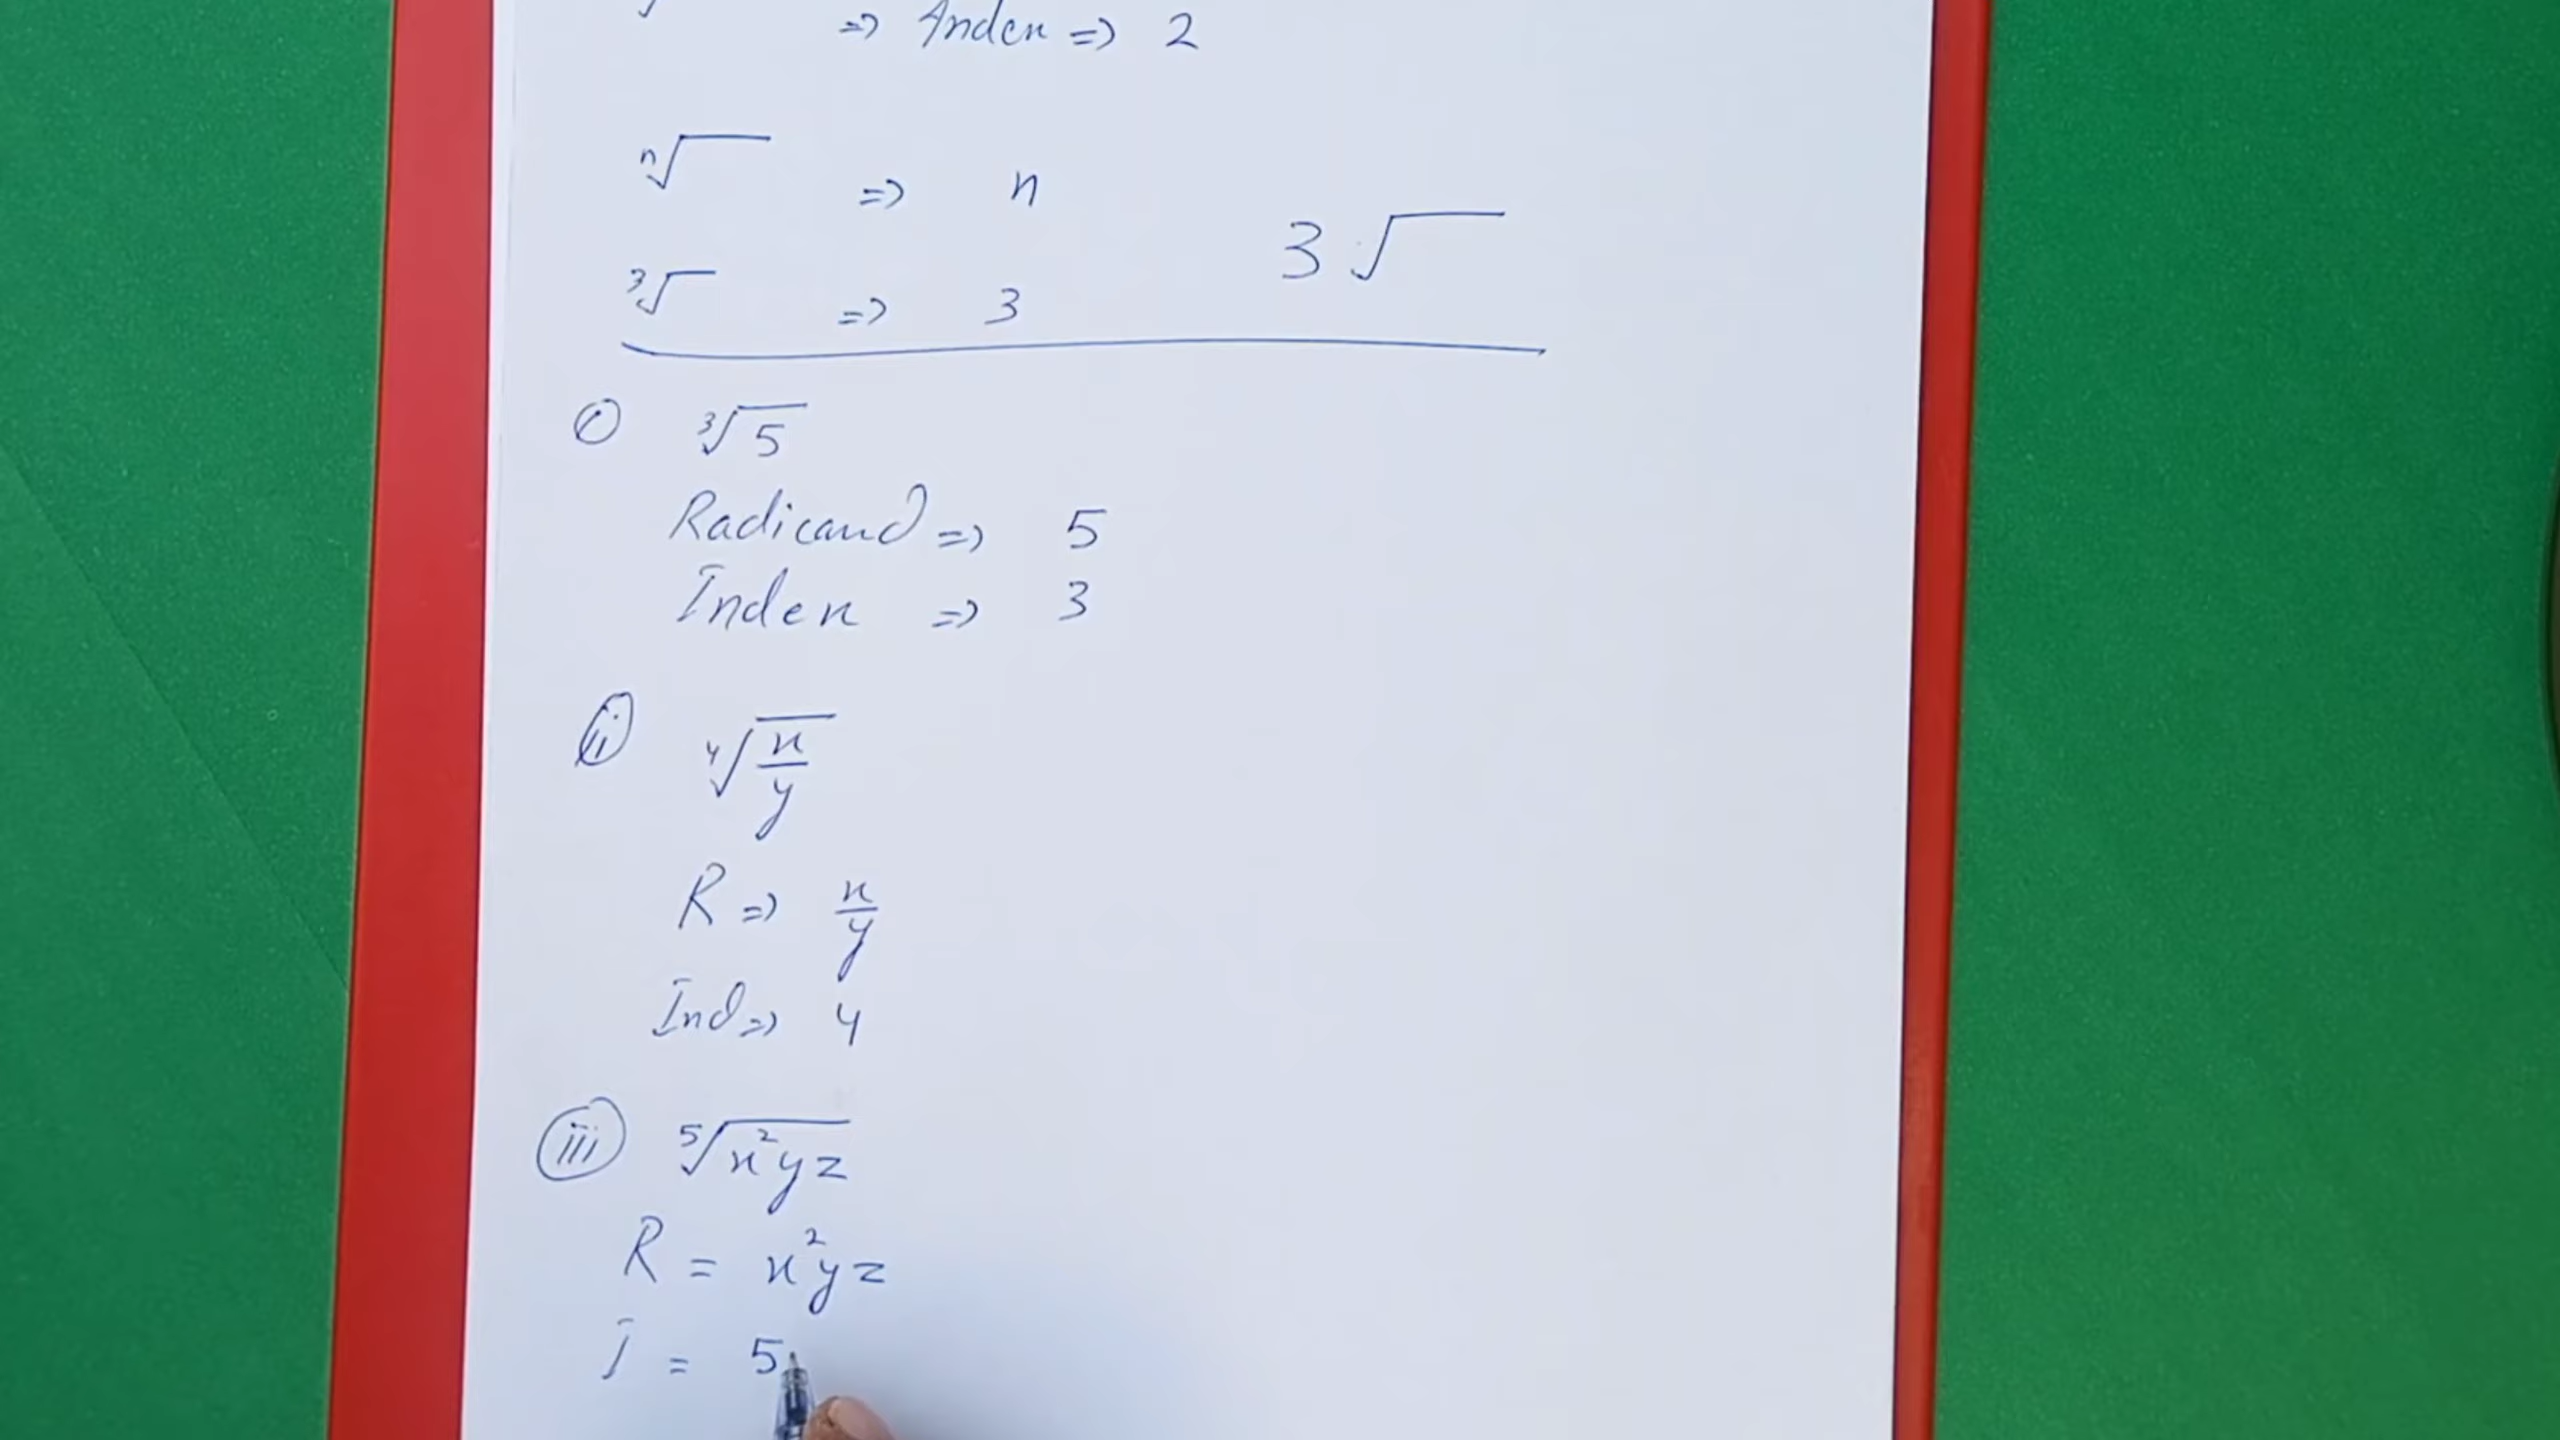 => Index => 2
ⁿ√ => n
³√ => 3 3√
(i) ³√5
Radicand => 5
Index => 3
(ii) ⁴√(x/y)
R => x/y
Ind => 4
(iii) ⁵√(x²yz)
R = x²yz
I = 5